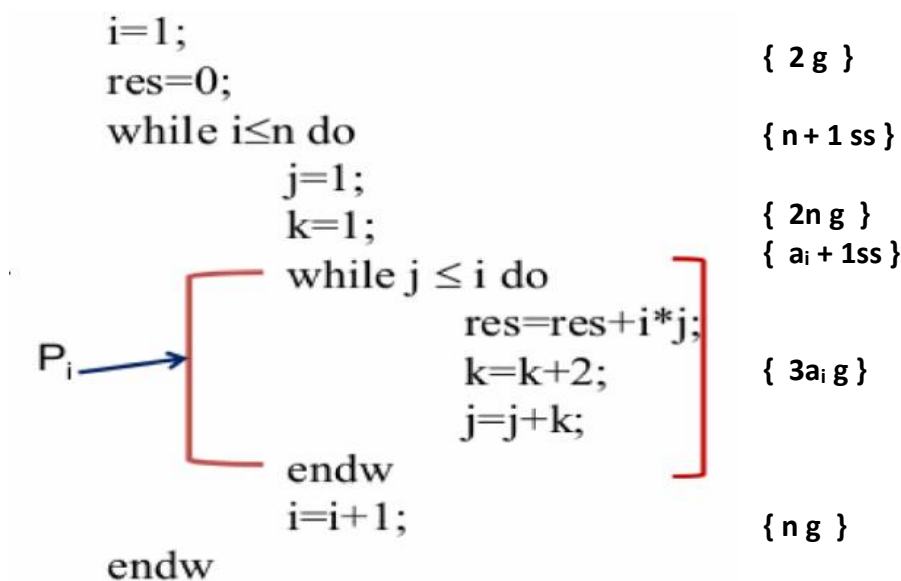 i=1;
{ 2 g }
res=0;
while i≤n do
{ n + 1 ss }
j=1;
k=1;
{ 2n g }
while j ≤ i do
{ aᵢ + 1ss }
res=res+i*j;
Pᵢ
k=k+2;
{ 3aᵢ g }
j=j+k;
endw
i=i+1;
{ n g }
endw